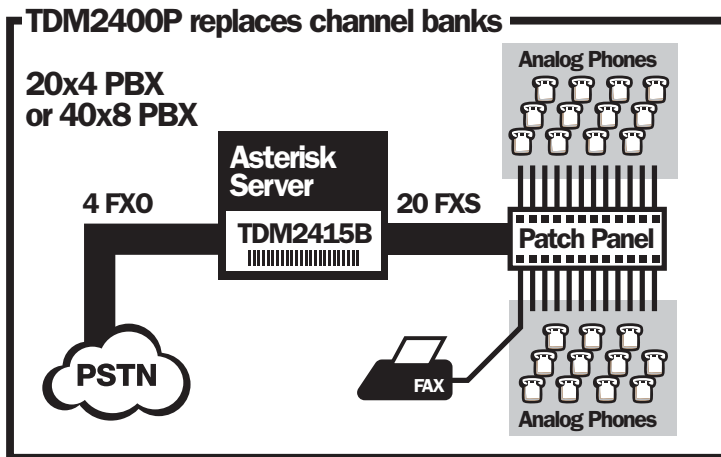 TDM2400P replaces channel banks
20x4 PBX
or 40x8 PBX
Analog Phones
Asterisk
Server
4 FXO
20 FXS
TDM2415B
Patch Panel
PSTN
FAX
Analog Phones